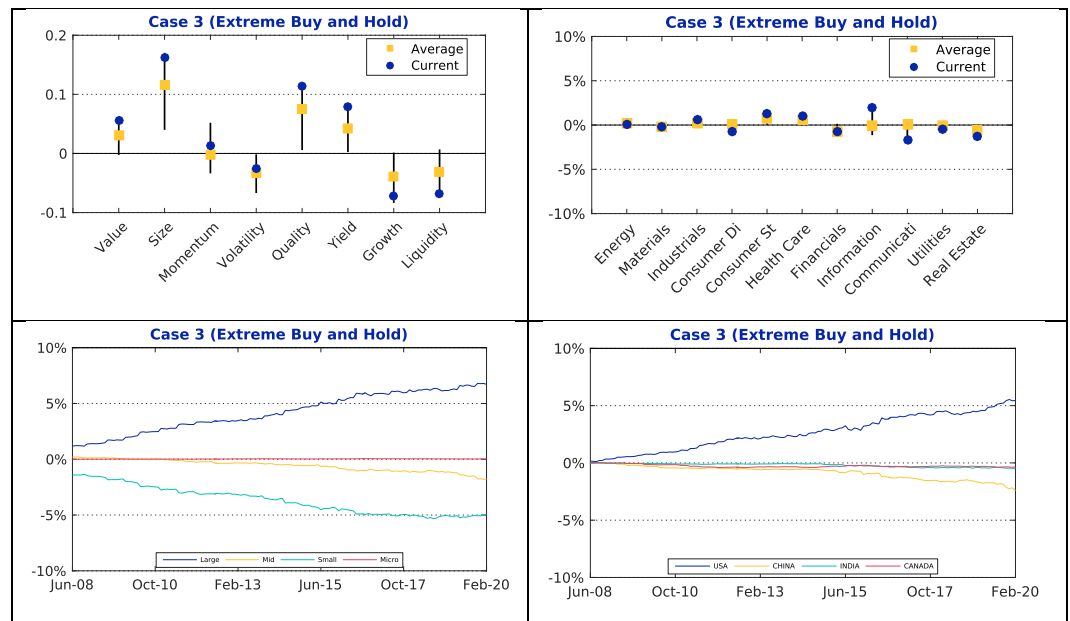 Case 3 (Extreme Buy and Hold)
0.2
0.1
0
-0.1
Average
Current
Value
Size
Momentum
Volatility
Quality
Yield
Growth
Liquidity
Case 3 (Extreme Buy and Hold)
10%
5%
0%
-5%
-10%
Average
Current
Energy
Materials
Industrials
Consumer Di
Consumer St
Health Care
Financials
Information
Communicati
Utilities
Real Estate
Case 3 (Extreme Buy and Hold)
10%
5%
0%
-5%
-10%
Large Mid Small Micro
Jun-08 Oct-10 Feb-13 Jun-15 Oct-17 Feb-20
Case 3 (Extreme Buy and Hold)
10%
5%
0%
-5%
-10%
USA CHINA INDIA CANADA
Jun-08 Oct-10 Feb-13 Jun-15 Oct-17 Feb-20